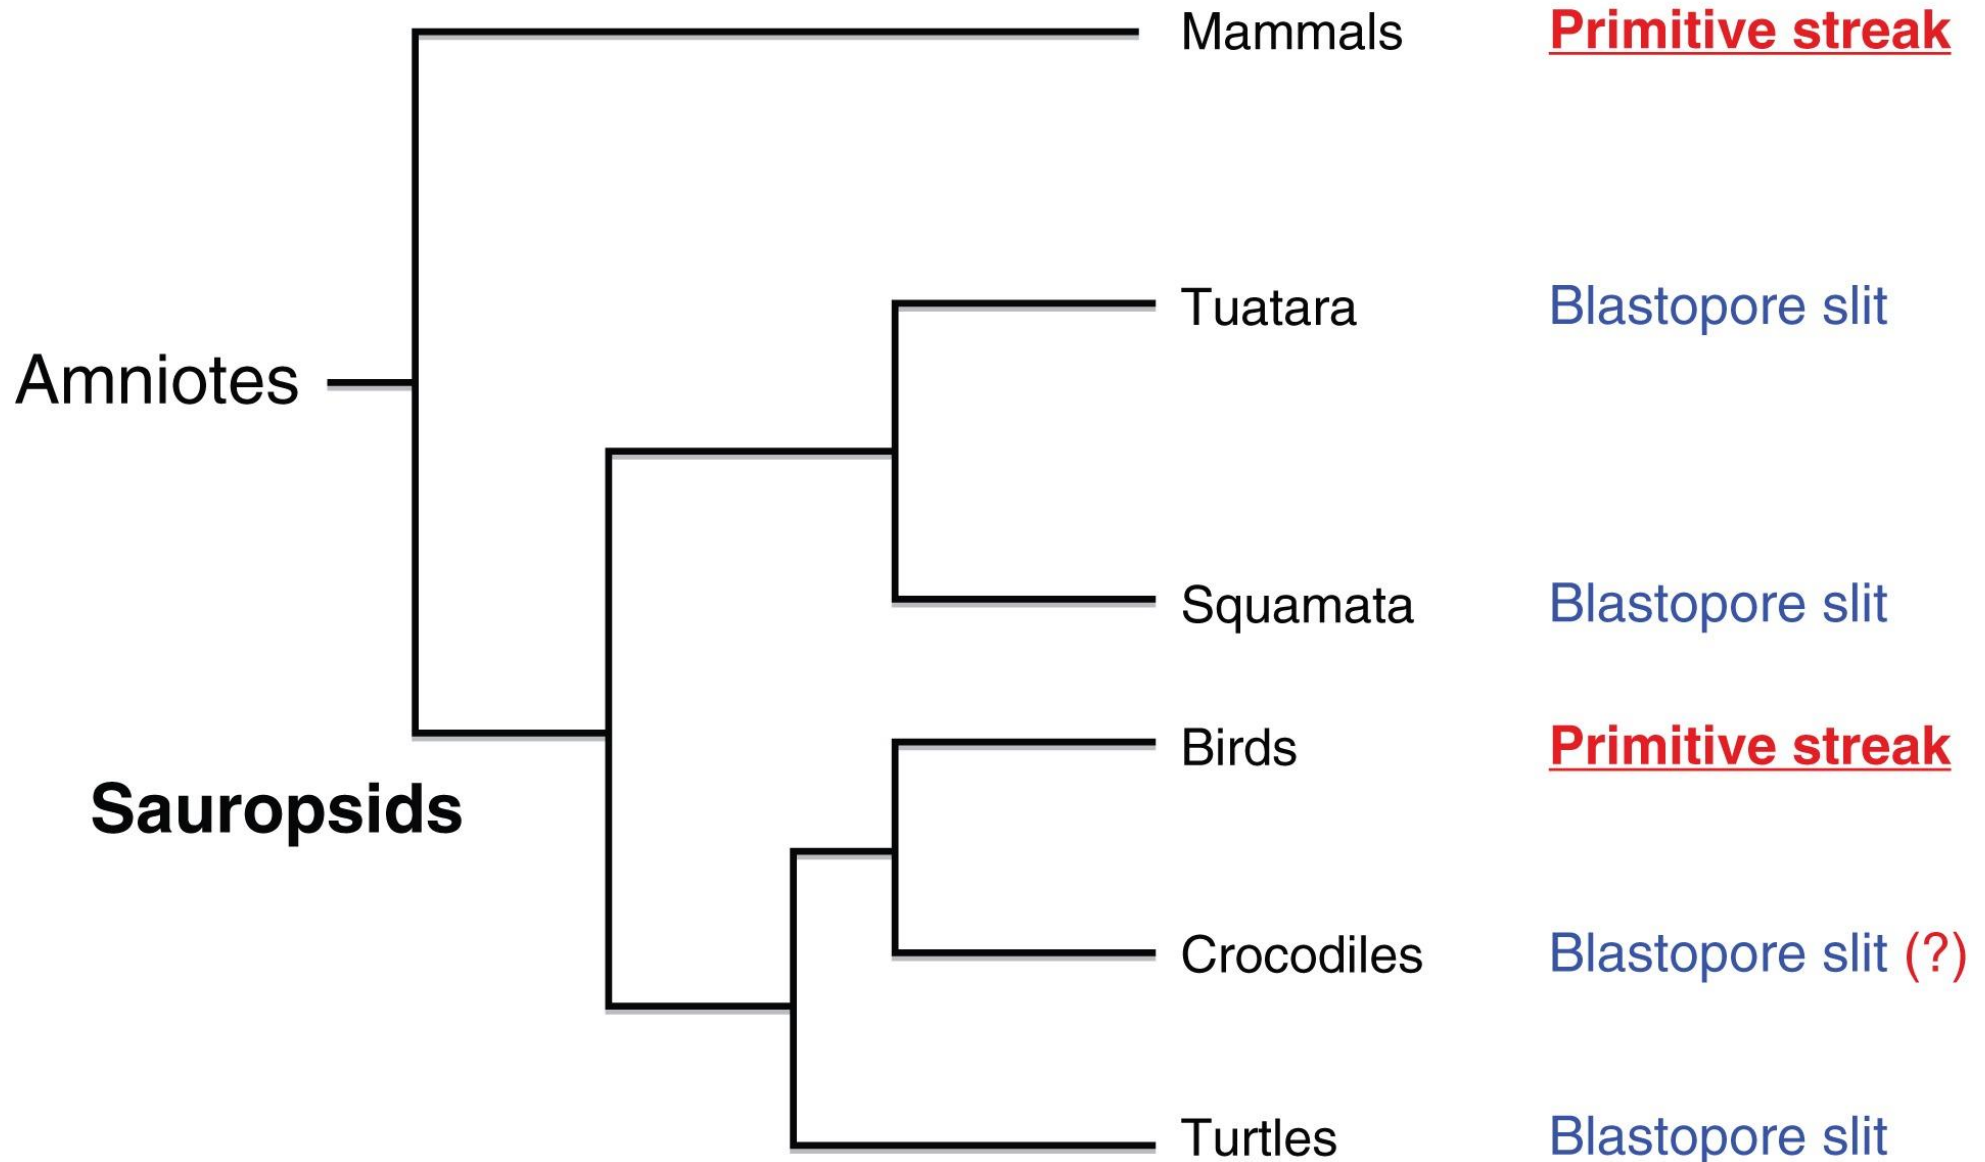 Mammals Primitive streak
Tuatara Blastopore slit
Amniotes
Squamata Blastopore slit
Birds Primitive streak
Sauropsids
Crocodiles Blastopore slit (?)
Turtles Blastopore slit